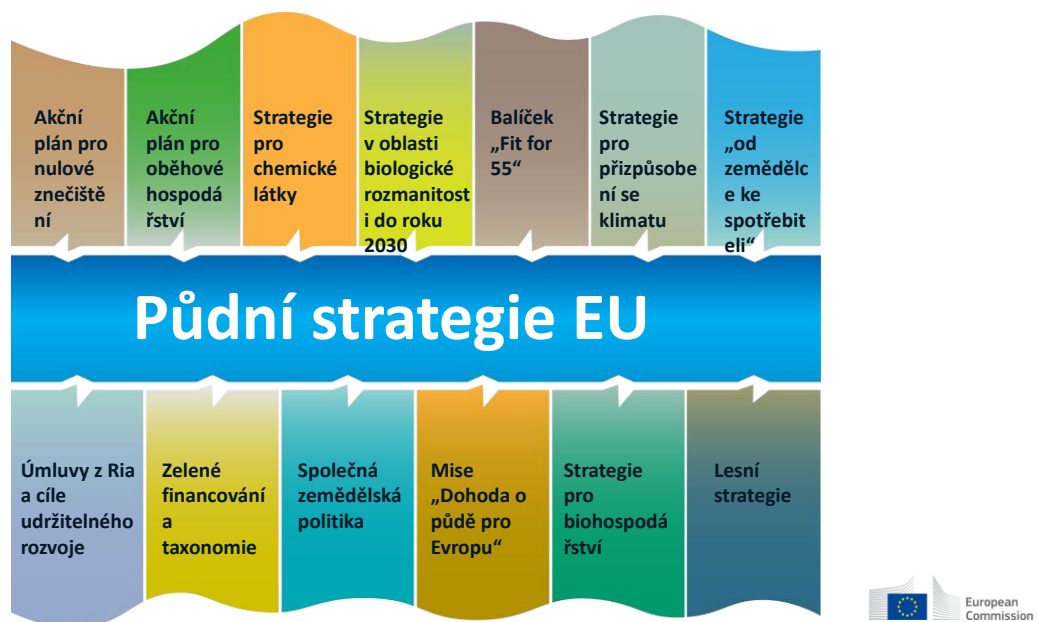 Akční
plán pro
nulové
znečiště
ní
Akční
plán pro
oběhové
hospodá
řství
Strategie
pro
chemické
látky
Strategie
v oblasti
biologické
rozmanitost
i do roku
2030
Balíček
„Fit for
55“
Strategie
pro
přizpůsobe
ní se
klimatu
Strategie
„od
zemědělc
e ke
spotřebit
eli“
Půdní strategie EU
Úmluvy z Ria
a cíle
udržitelného
rozvoje
Zelené
financování
a
taxonomie
Společná
zemědělská
politika
Mise
„Dohoda o
půdě pro
Evropu“
Strategie
pro
biohospodá
řství
Lesní
strategie
European
Commission